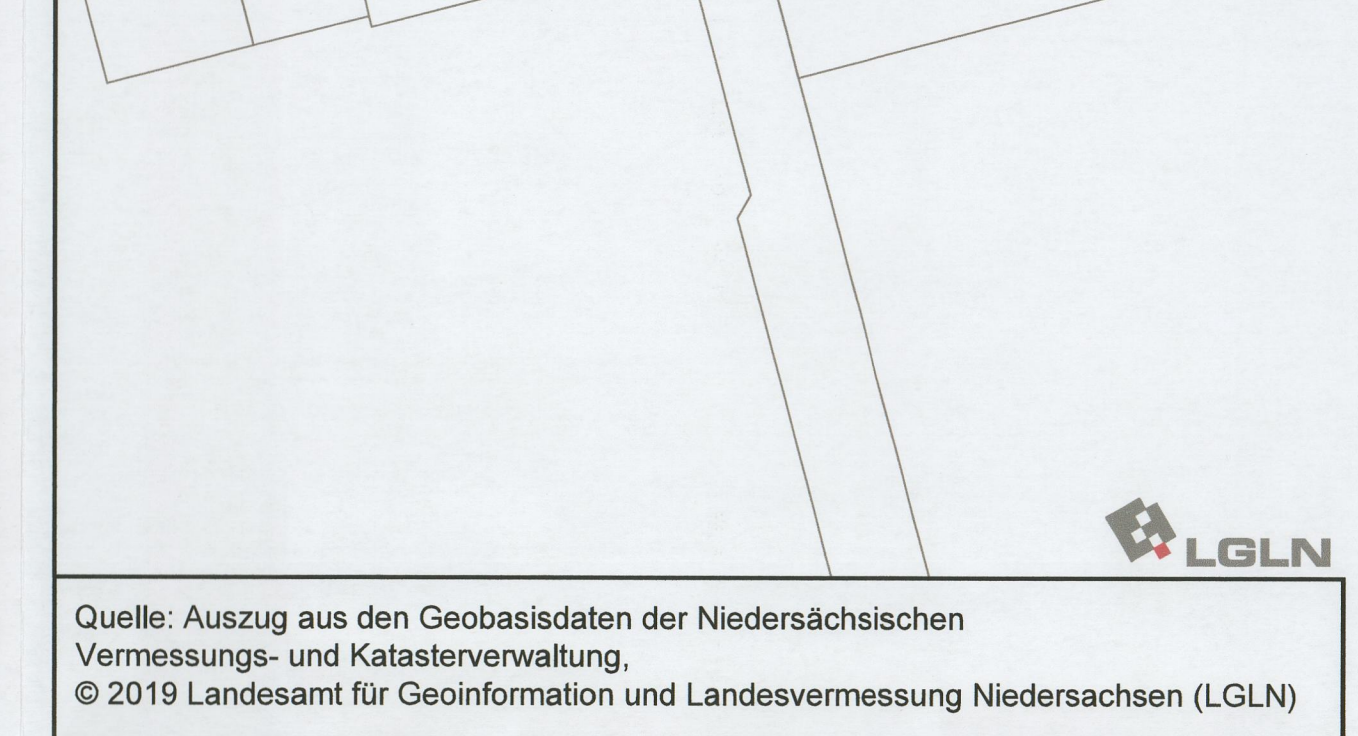 LGLN
Quelle: Auszug aus den Geobasisdaten der Niedersächsischen
Vermessungs- und Katasterverwaltung,
© 2019 Landesamt für Geoinformation und Landesvermessung Niedersachsen (LGLN)